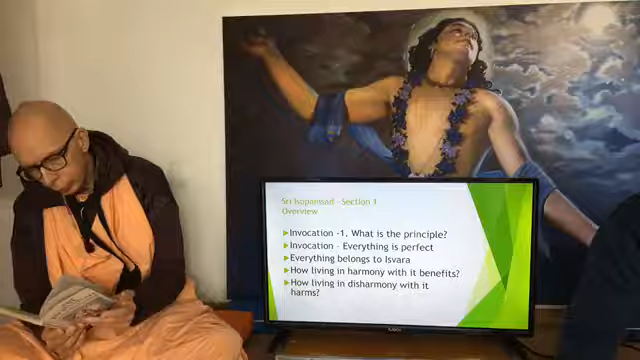 Sri Isopanisad - Section 1
Overview
Invocation -1. What is the principle?
Invocation - Everything is perfect
Everything belongs to Isvara
How living in harmony with it benefits?
How living in disharmony with it
harms?